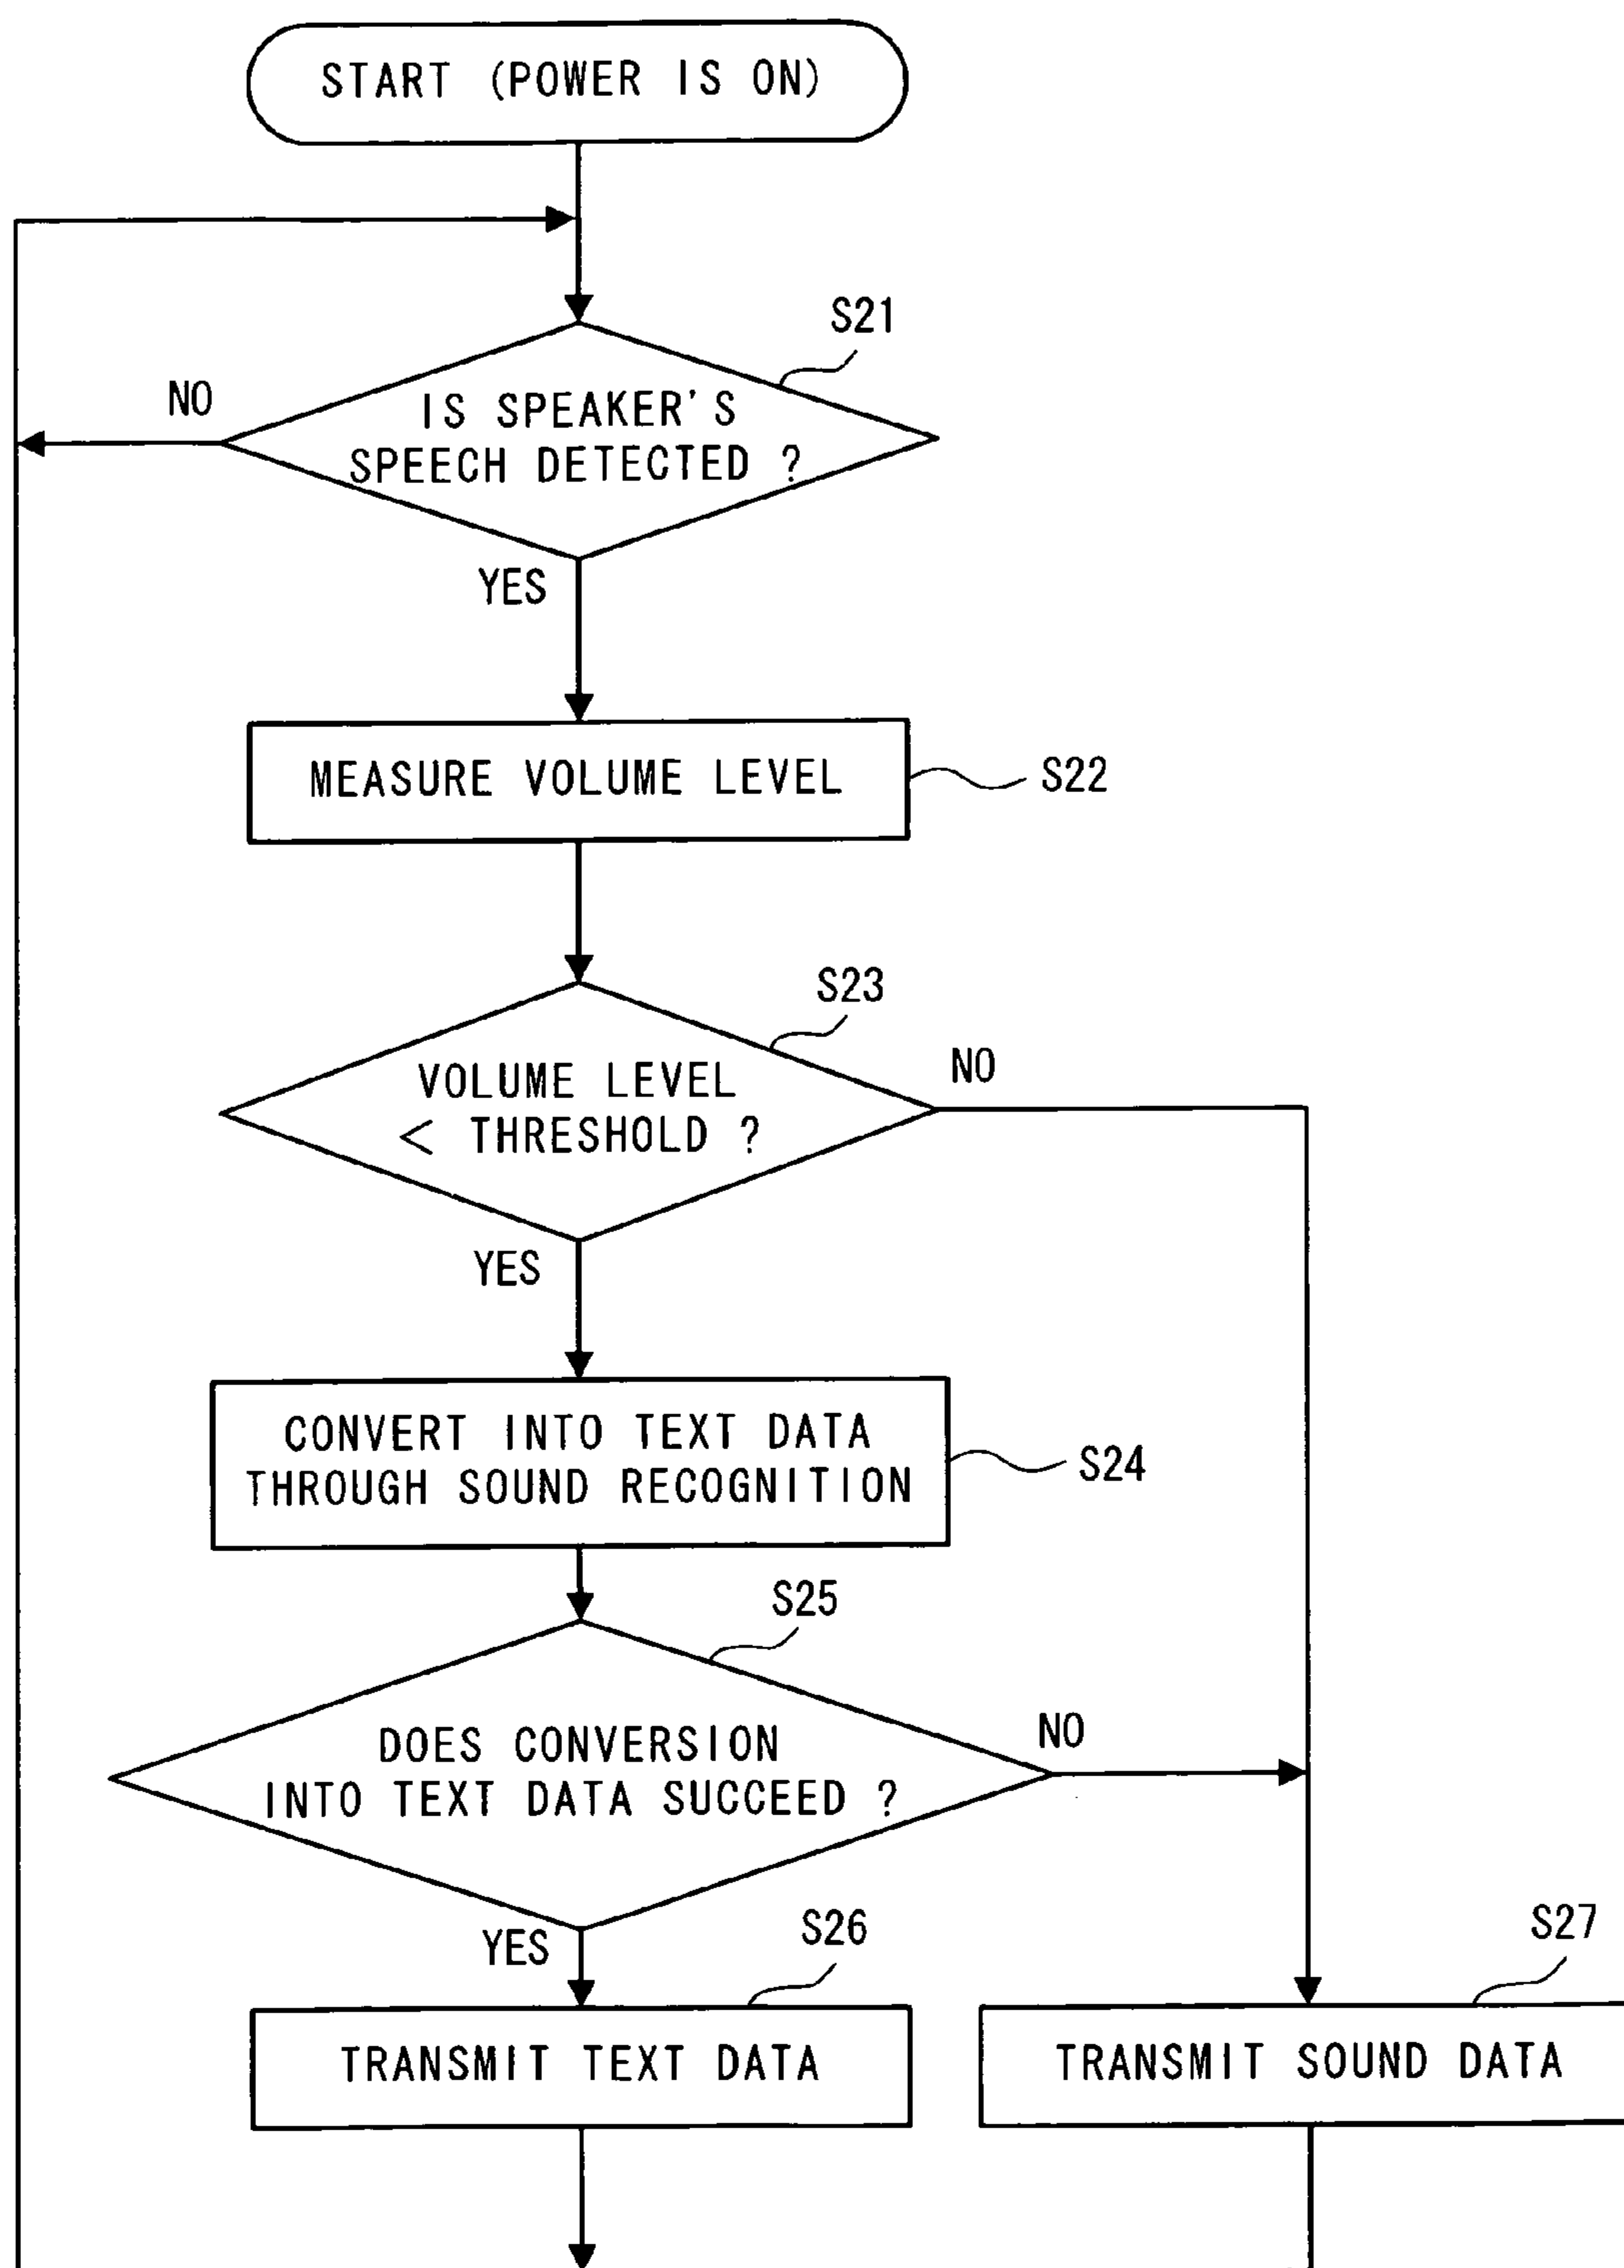 START (POWER IS ON)
S21
NO
IS SPEAKER'S
SPEECH DETECTED ?
YES
MEASURE VOLUME LEVEL
S22
S23
VOLUME LEVEL
< THRESHOLD ?
NO
YES
CONVERT INTO TEXT DATA
THROUGH SOUND RECOGNITION
S24
S25
DOES CONVERSION
INTO TEXT DATA SUCCEED ?
NO
YES
S26
S27
TRANSMIT TEXT DATA
TRANSMIT SOUND DATA